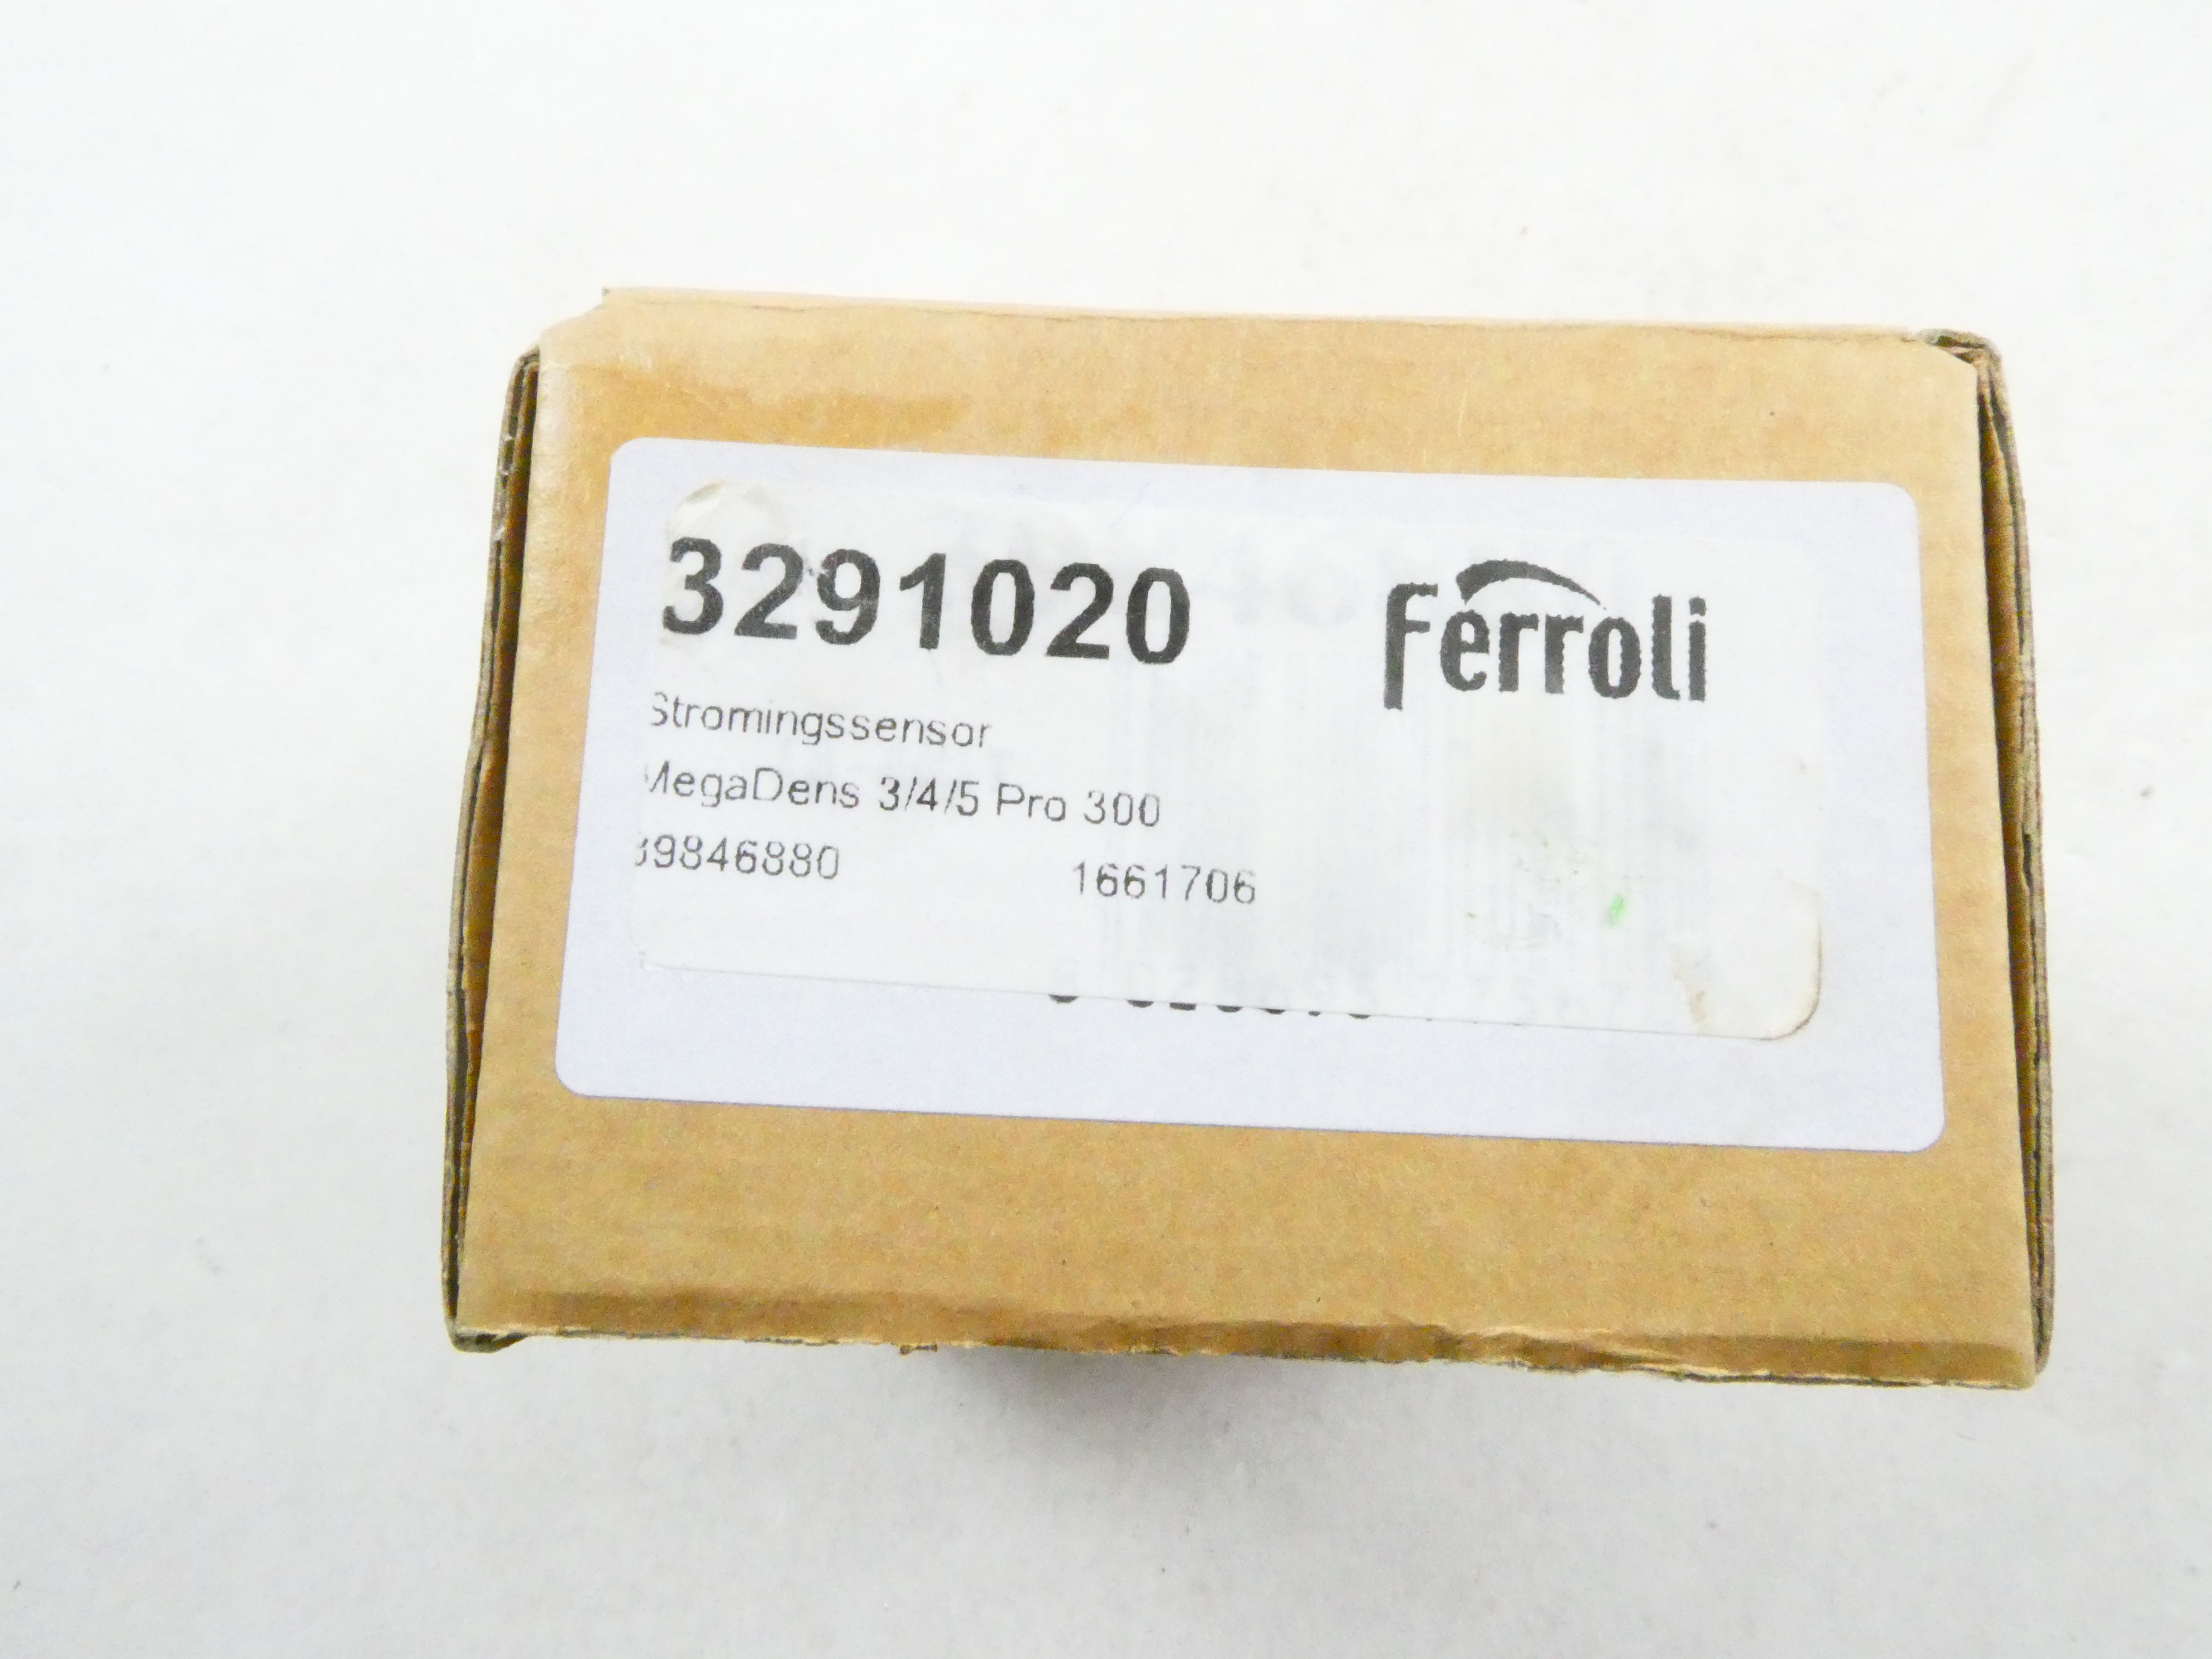 3291020
Ferroli
Stromingssensor
MegaDens 3/4/5 Pro 300
39846880 1661706